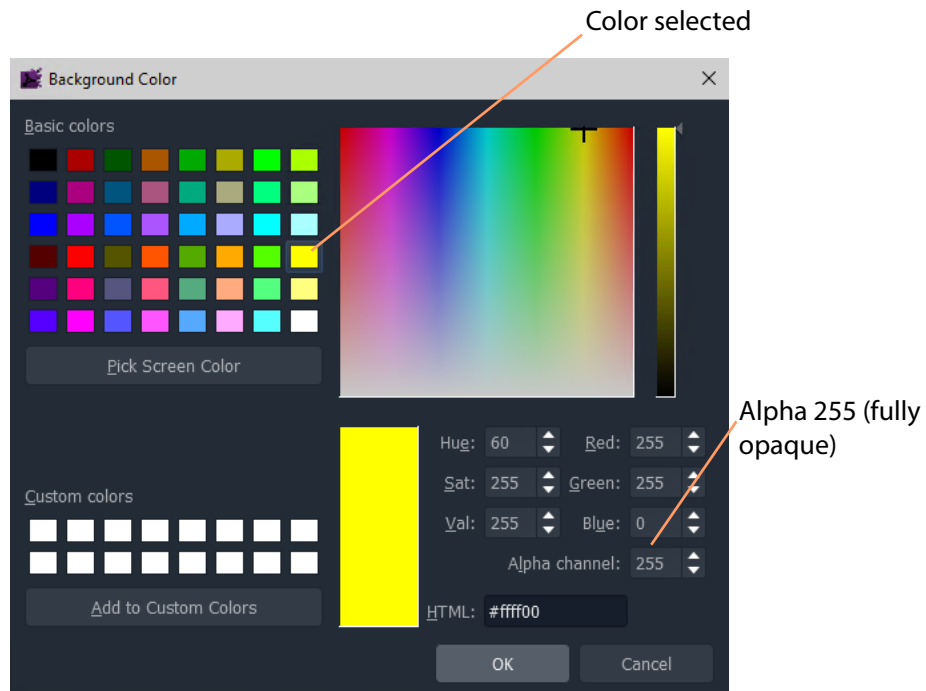 Color selected
Background Color
Basic colors
Pick Screen Color
Alpha 255 (fully
opaque)
Hue: 60 Red: 255
Sat: 255 Green: 255
Val: 255 Blue: 0
Alpha channel: 255
Custom colors
Add to Custom Colors
HTML: #ffff00
OK Cancel